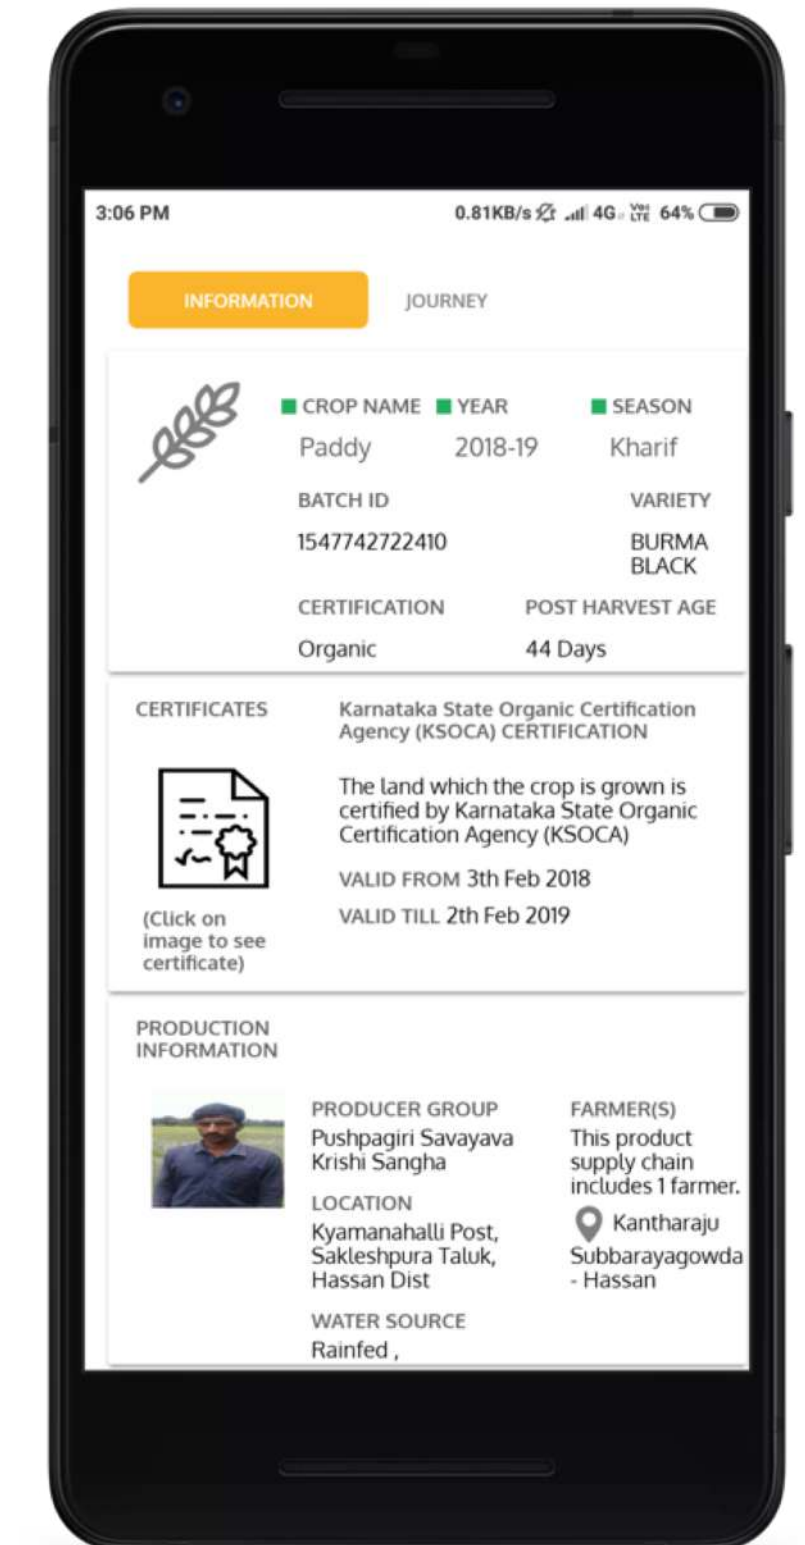 3:06 PM 0.81KB/s 4G VoLTE 64%
INFORMATION JOURNEY
CROP NAME YEAR SEASON
Paddy 2018-19 Kharif
BATCH ID VARIETY
1547742722410 BURMA
BLACK
CERTIFICATION POST HARVEST AGE
Organic 44 Days
CERTIFICATES
(Click on
image to see
certificate)
Karnataka State Organic Certification
Agency (KSOCA) CERTIFICATION
The land which the crop is grown is
certified by Karnataka State Organic
Certification Agency (KSOCA)
VALID FROM 3th Feb 2018
VALID TILL 2th Feb 2019
PRODUCTION
INFORMATION
PRODUCER GROUP
Pushpagiri Savayava
Krishi Sangha
LOCATION
Kyamanahalli Post,
Sakleshpura Taluk,
Hassan Dist
WATER SOURCE
Rainfed ,
FARMER(S)
This product
supply chain
includes 1 farmer.
Kantharaju
Subbarayagowda
- Hassan